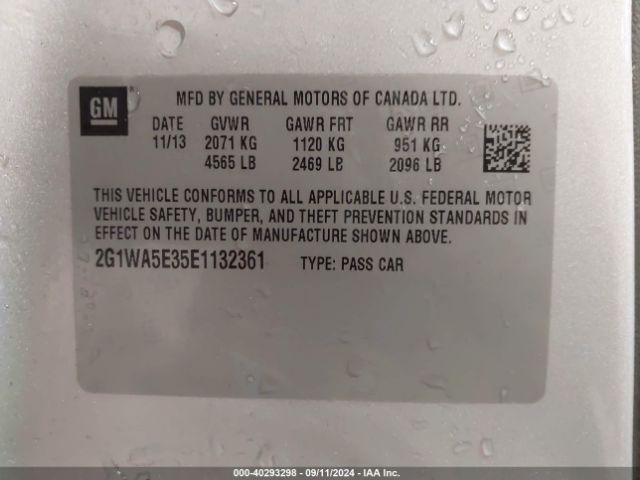 GM
MFD BY GENERAL MOTORS OF CANADA LTD.
DATE GVWR GAWR FRT GAWR RR
11/13 2071 KG 1120 KG 951 KG
4565 LB 2469 LB 2096 LB
THIS VEHICLE CONFORMS TO ALL APPLICABLE U.S. FEDERAL MOTOR
VEHICLE SAFETY, BUMPER, AND THEFT PREVENTION STANDARDS IN
EFFECT ON THE DATE OF MANUFACTURE SHOWN ABOVE.
2G1WA5E35E1132361 TYPE: PASS CAR
000-40293298 - 09/11/2024 - IAA Inc.